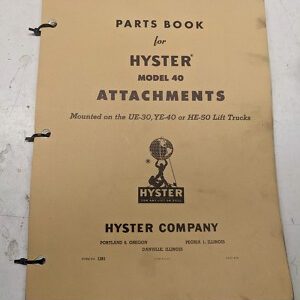 PARTS BOOK
for
HYSTER®
MODEL 40
ATTACHMENTS
Mounted on the UE-30, YE-40 or HE-50 Lift Trucks
HYSTER
HYSTER COMPANY
PORTLAND 8, OREGON PEORIA 1, ILLINOIS
DANVILLE, ILLINOIS